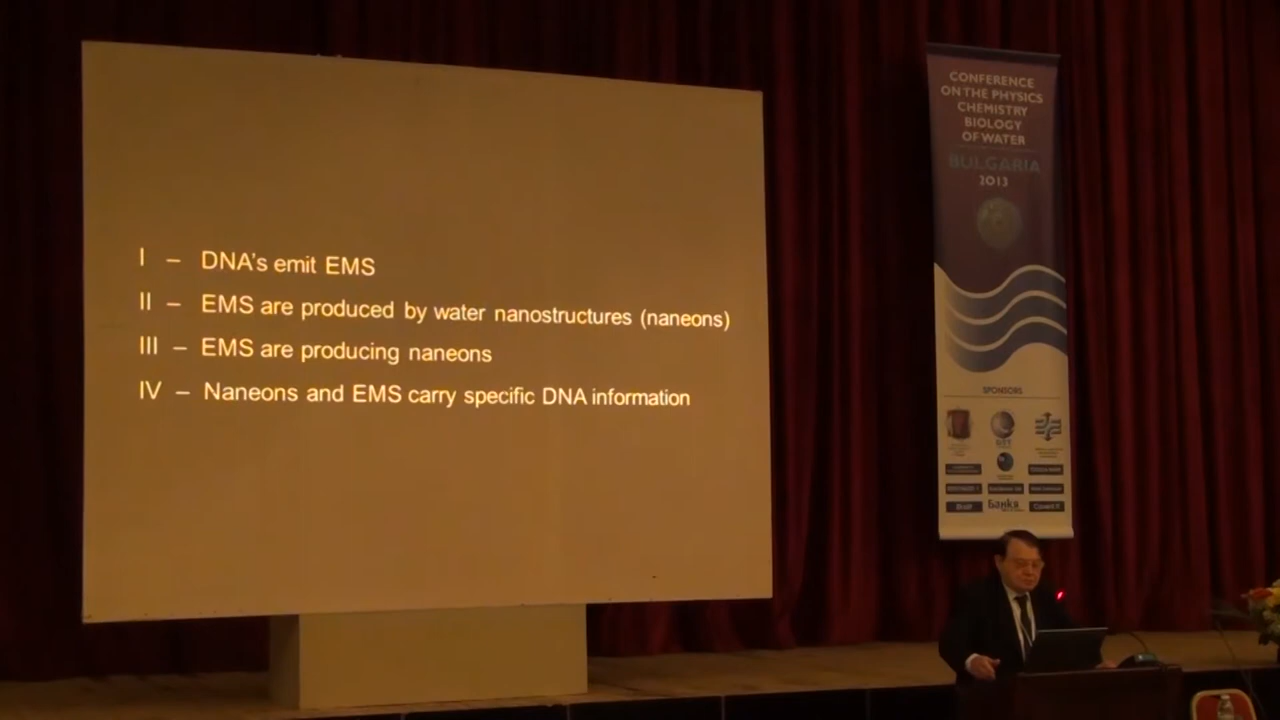 I – DNA's emit EMS
II – EMS are produced by water nanostructures (naneons)
III – EMS are producing naneons
IV – Naneons and EMS carry specific DNA information
CONFERENCE
ON THE PHYSICS
CHEMISTRY
BIOLOGY
OF WATER
BULGARIA
2013
SPONSORS
Банка